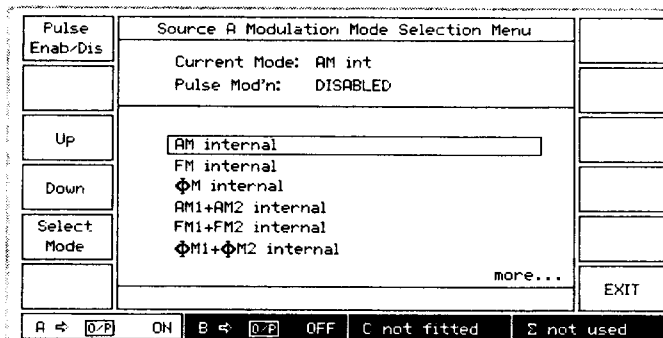 Pulse
Enab/Dis
Up
Down
Select
Mode
Source A Modulation Mode Selection Menu
Current Mode: AM int
Pulse Mod'n: DISABLED
AM internal
FM internal
ΦM internal
AM1+AM2 internal
FM1+FM2 internal
ΦM1+ΦM2 internal
more...
EXIT
A ⇨ O/P ON B ⇨ O/P OFF C not fitted Σ not used